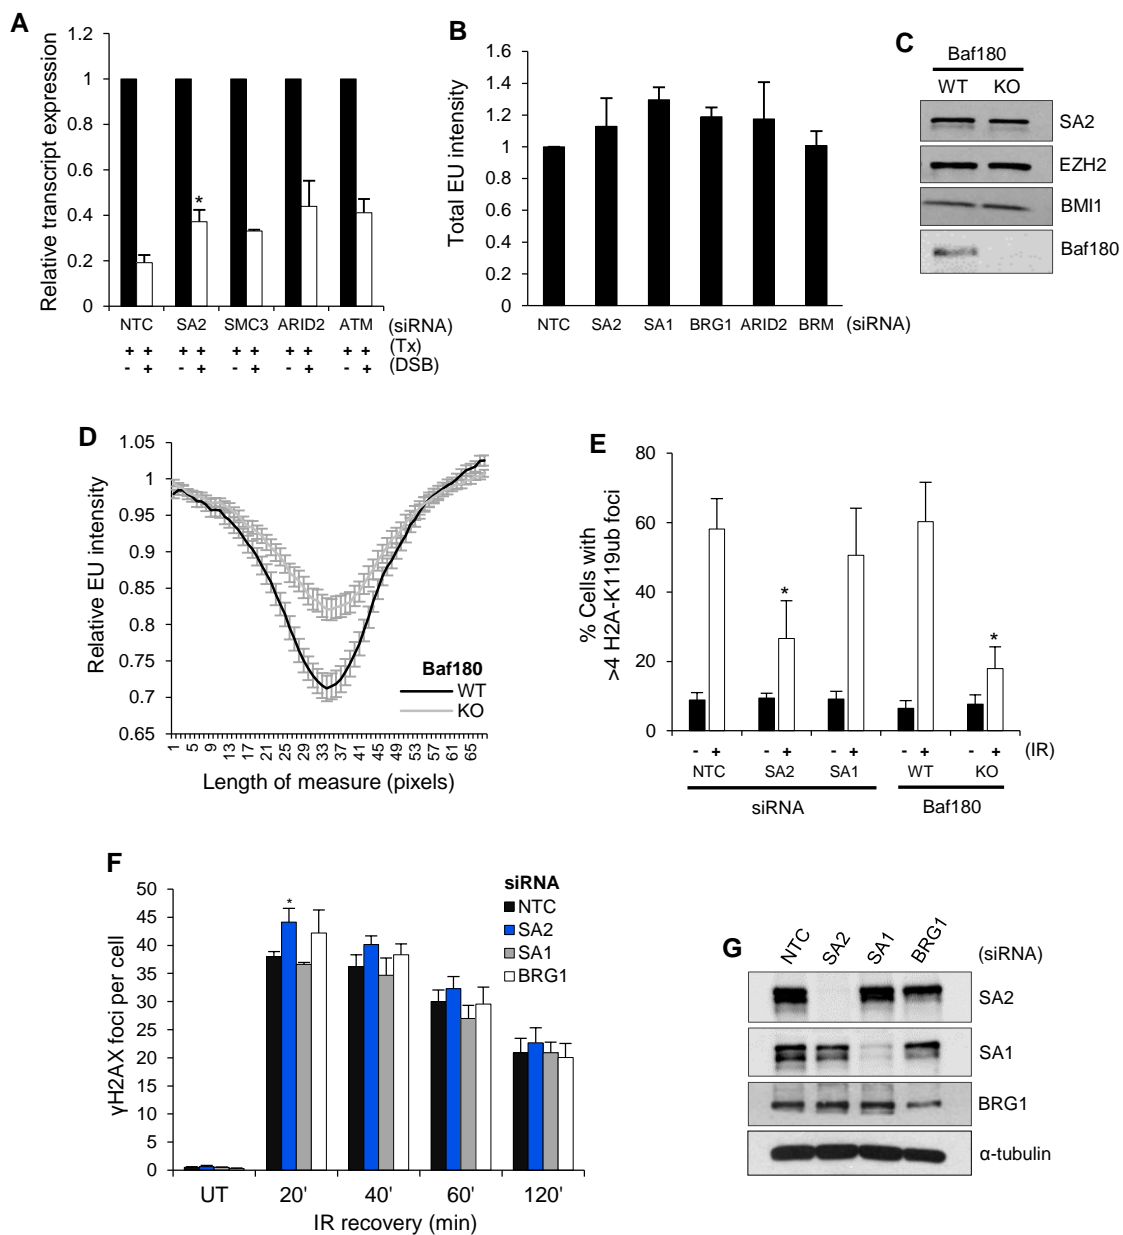 A
Relative transcript expression
1.2
1
0.8
0.6
0.4
0.2
0
*
NTC SA2 SMC3 ARID2 ATM (siRNA)
+ + + + + + + + + + (Tx)
- + - + - + - + - + (DSB)
B
Total EU intensity
1.6
1.4
1.2
1
0.8
0.6
0.4
0.2
0
NTC SA2 SA1 BRG1 ARID2 BRM (siRNA)
C
Baf180
WT KO
SA2
EZH2
BMI1
Baf180
D
Relative EU intensity
1.05
1
0.95
0.9
0.85
0.8
0.75
0.7
0.65
Baf180
WT
KO
1 5 9 13 17 21 25 29 33 37 41 45 49 53 57 61 65
Length of measure (pixels)
E
% Cells with
>4 H2A-K119ub foci
80
60
40
20
0
*
*
- + - + - + - + - + (IR)
NTC SA2 SA1 WT KO
siRNA Baf180
F
γH2AX foci per cell
50
45
40
35
30
25
20
15
10
5
0
*
siRNA
NTC
SA2
SA1
BRG1
UT 20' 40' 60' 120'
IR recovery (min)
G
NTC SA2 SA1 BRG1 (siRNA)
SA2
SA1
BRG1
α-tubulin